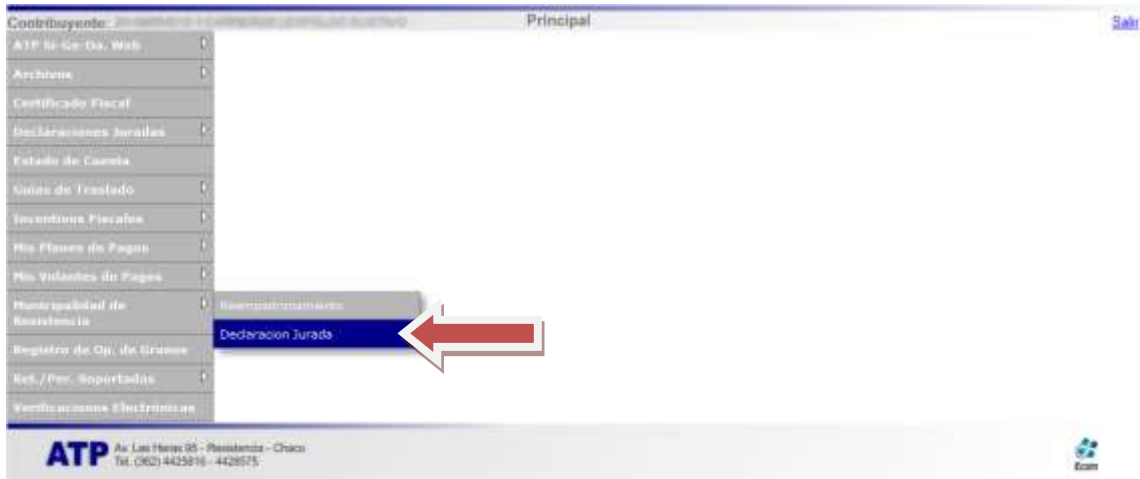 Contribuyente:
Principal
Salir
ATP Si-Ge-Da. Web
Archivos
Certificado Fiscal
Declaraciones Juradas
Estado de Cuenta
Guias de Traslado
Incentivos Fiscales
Mis Planes de Pagos
Mis Volantes de Pagos
Municipalidad de
Resistencia
Reempadronamiento
Declaracion Jurada
Registro de Op. de Granos
Ret./Per. Soportadas
Verificaciones Electrónicas
ATP
Av. Las Heras 95 - Resistencia - Chaco
Tel. (362) 4425816 - 4428575
Ecom